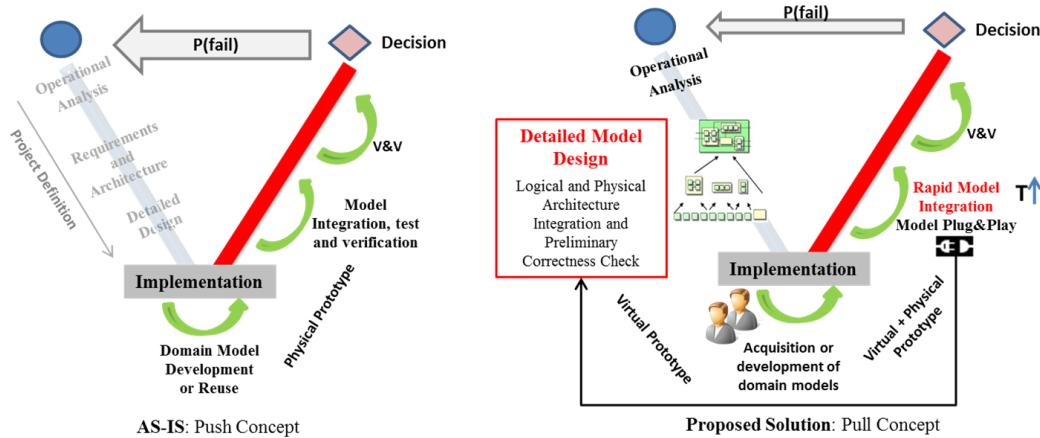 P(fail)
Decision
Operational
Analysis
Project Definition
Requirements
and
Architecture
Detailed
Design
V&V
Model
Integration, test
and verification
Implementation
Physical Prototype
Domain Model
Development
or Reuse
AS-IS: Push Concept
P(fail)
Decision
Operational
Analysis
Detailed Model
Design
Logical and Physical
Architecture
Integration and
Preliminary
Correctness Check
V&V
T
Rapid Model
Integration
Model Plug&Play
Implementation
Virtual Prototype
Virtual + Physical
Prototype
Acquisition or
development of
domain models
Proposed Solution: Pull Concept